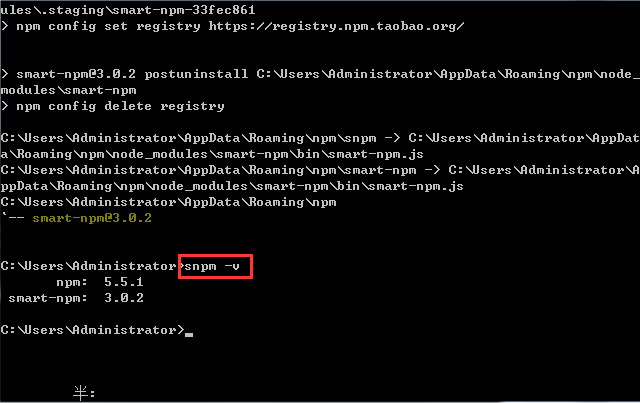 ules\.staging\smart-npm-33fec861
> npm config set registry https://registry.npm.taobao.org/
> smart-npm@3.0.2 postuninstall C:\Users\Administrator\AppData\Roaming\npm\node_
modules\smart-npm
> npm config delete registry
C:\Users\Administrator\AppData\Roaming\npm\snpm -> C:\Users\Administrator\AppDat
a\Roaming\npm\node_modules\smart-npm\bin\smart-npm.js
C:\Users\Administrator\AppData\Roaming\npm\smart-npm -> C:\Users\Administrator\A
ppData\Roaming\npm\node_modules\smart-npm\bin\smart-npm.js
C:\Users\Administrator\AppData\Roaming\npm
`-- smart-npm@3.0.2
C:\Users\Administrator>snpm -v
npm: 5.5.1
smart-npm: 3.0.2
C:\Users\Administrator>_
半: